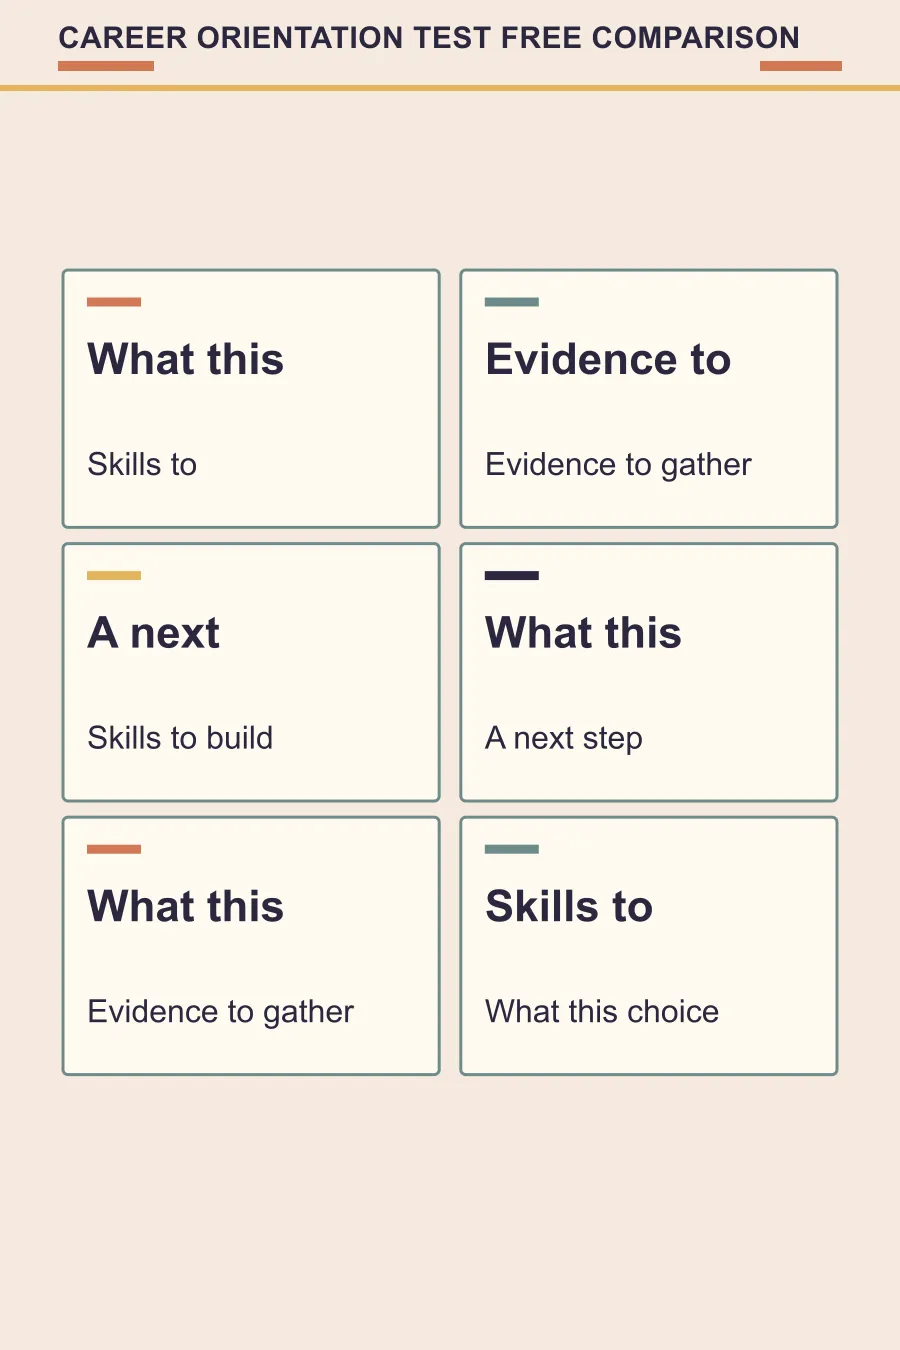 CAREER ORIENTATION TEST FREE COMPARISON
What this
Skills to
Evidence to
Evidence to gather
A next
Skills to build
What this
A next step
What this
Evidence to gather
Skills to
What this choice